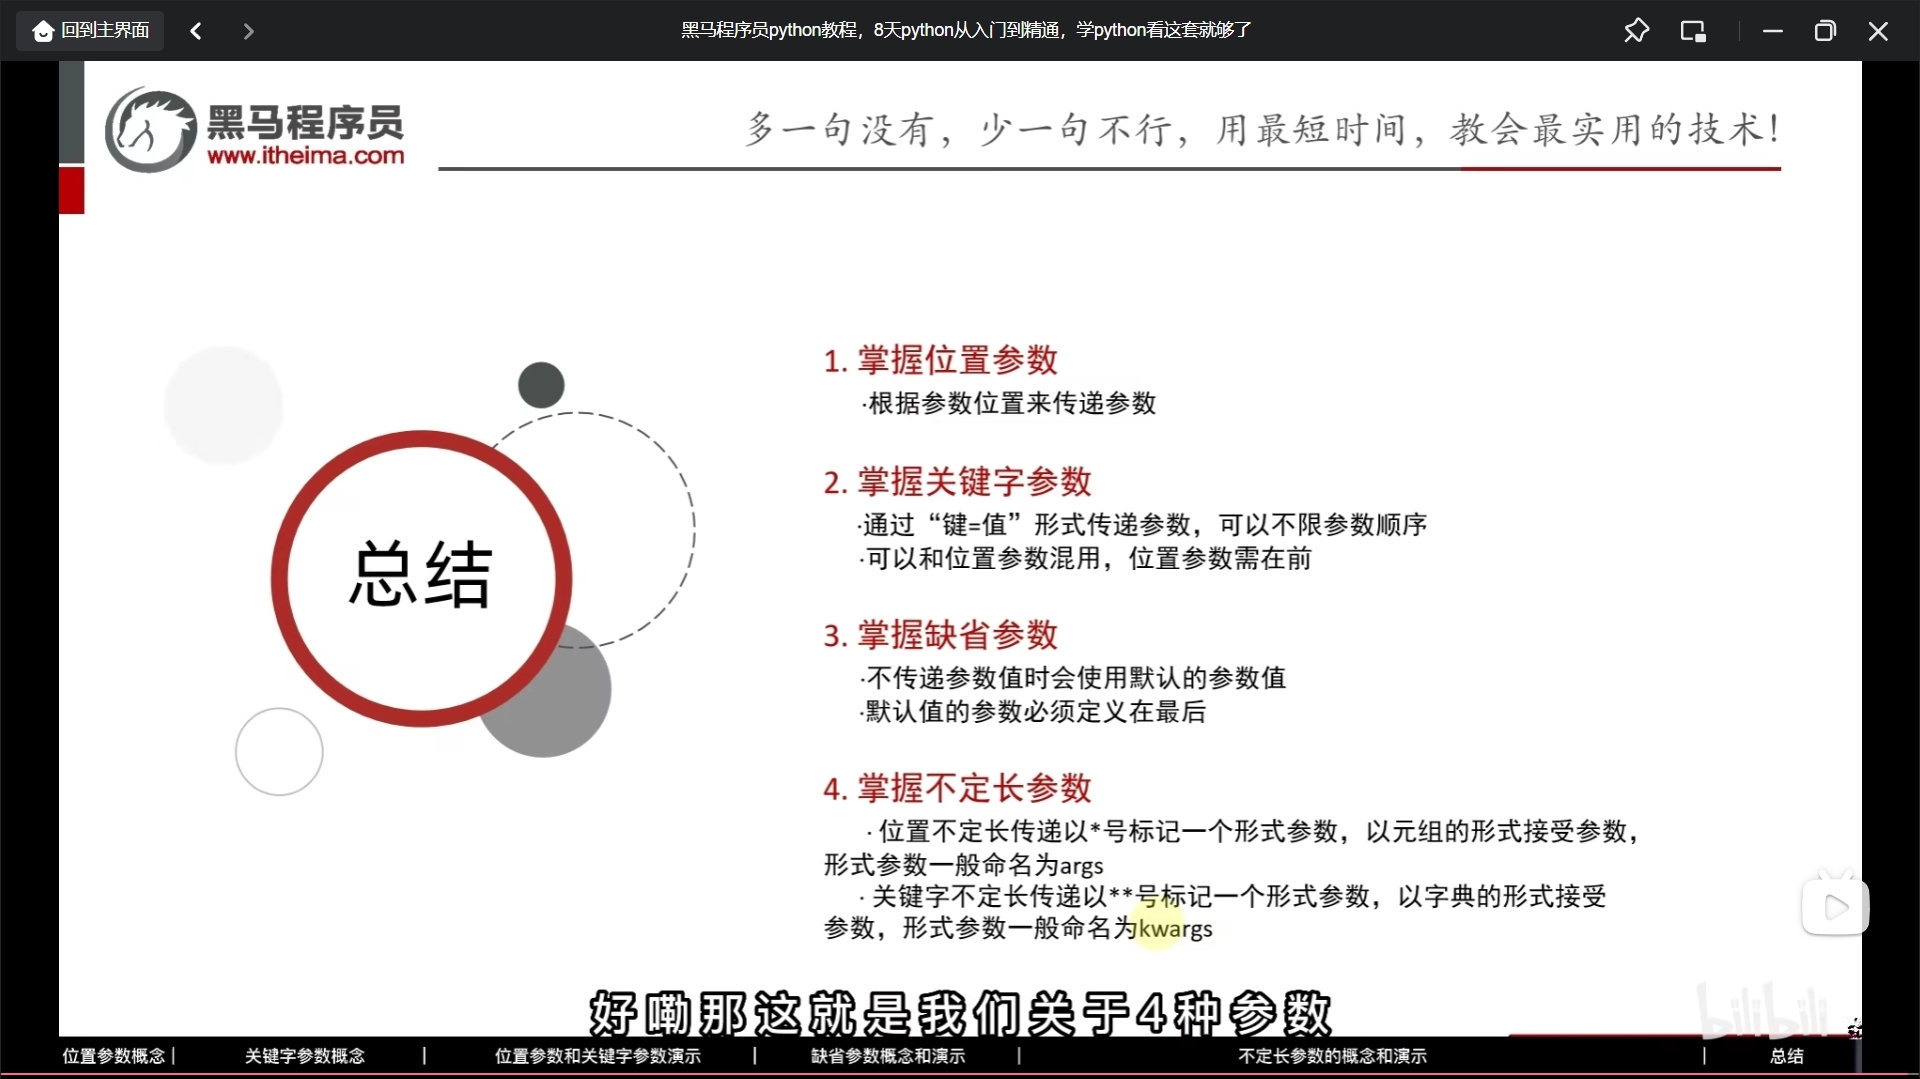 回到主界面
黑马程序员python教程，8天python从入门到精通，学python看这套就够了
黑马程序员
www.itheima.com
多一句没有，少一句不行，用最短时间，教会最实用的技术！
总结
1. 掌握位置参数
·根据参数位置来传递参数
2. 掌握关键字参数
·通过“键=值”形式传递参数，可以不限参数顺序
·可以和位置参数混用，位置参数需在前
3. 掌握缺省参数
·不传递参数值时会使用默认的参数值
·默认值的参数必须定义在最后
4. 掌握不定长参数
· 位置不定长传递以*号标记一个形式参数，以元组的形式接受参数，
形式参数一般命名为args
· 关键字不定长传递以**号标记一个形式参数，以字典的形式接受
参数，形式参数一般命名为kwargs
好嘞那这就是我们关于4种参数
bilibili
位置参数概念 | 关键字参数概念 | 位置参数和关键字参数演示 | 缺省参数概念和演示 | 不定长参数的概念和演示 | 总结